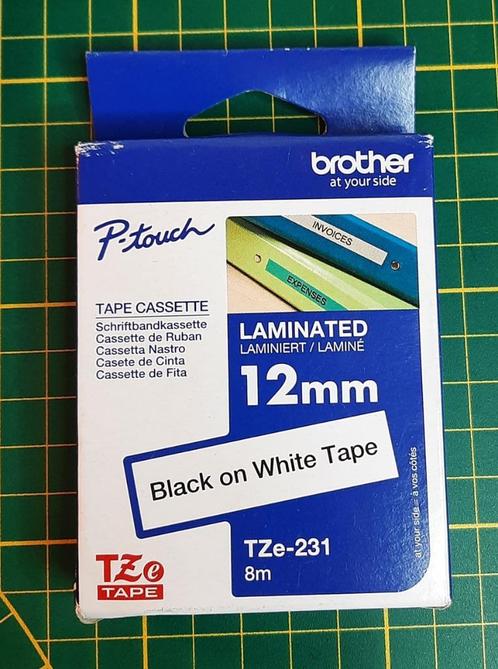 brother
at your side
P-touch
INVOICES
EXPENSES
TAPE CASSETTE
Schriftbandkassette
Cassette de Ruban
Cassetta Nastro
Casete de Cinta
Cassette de Fita
LAMINATED
LAMINIERT / LAMINÉ
12mm
Black on White Tape
at your side = à vos côtés
TZe-231
8m
TZe
TAPE